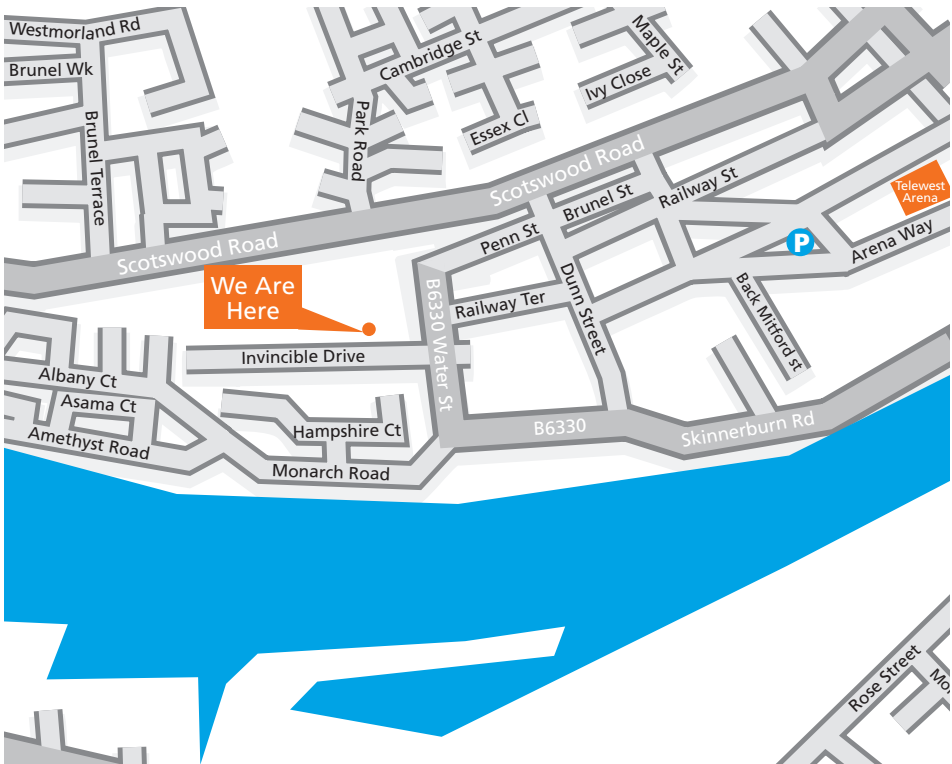 Westmorland Rd
Brunel Wk
Brunel Terrace
Park Road
Cambridge St
Essex Cl
Ivy Close
Maple St
Scotswood Road
Scotswood Road
Penn St
Brunel St
Railway St
Telewest
Arena
Arena Way
P
Back Mitford st
Dunn Street
Railway Ter
B6330 Water St
We Are
Here
Invincible Drive
Albany Ct
Asama Ct
Amethyst Road
Hampshire Ct
Monarch Road
B6330
Skinnerburn Rd
Rose Street